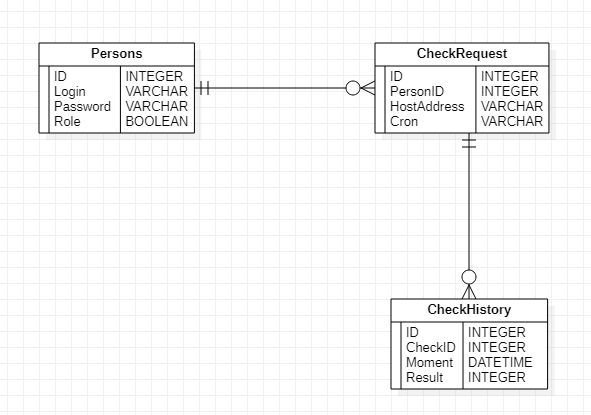 Persons
ID INTEGER
Login VARCHAR
Password VARCHAR
Role BOOLEAN
CheckRequest
ID INTEGER
PersonID INTEGER
HostAddress VARCHAR
Cron VARCHAR
CheckHistory
ID INTEGER
CheckID INTEGER
Moment DATETIME
Result INTEGER